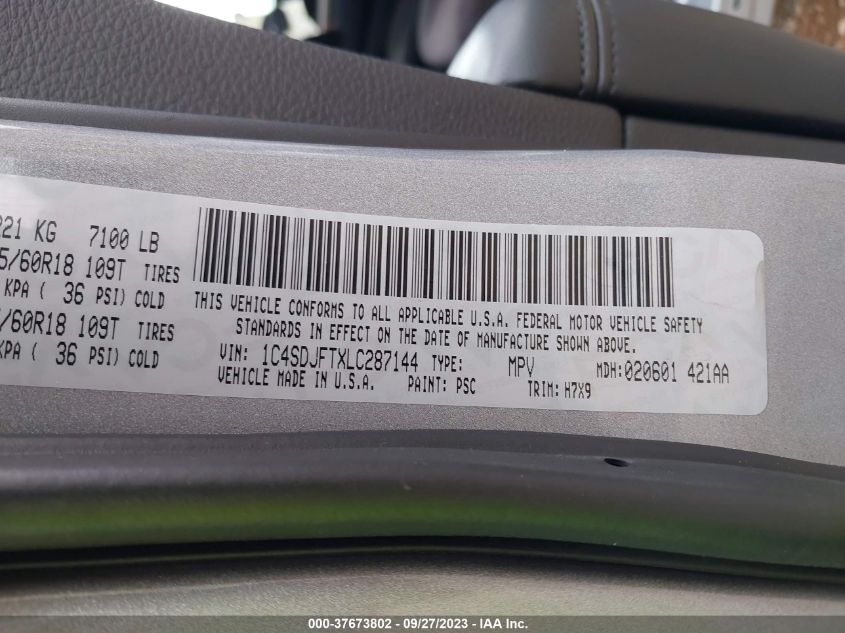 221 KG 7100 LB
5/60R18 109T TIRES
KPA ( 36 PSI) COLD
/60R18 109T TIRES
KPA ( 36 PSI) COLD
THIS VEHICLE CONFORMS TO ALL APPLICABLE U.S.A. FEDERAL MOTOR VEHICLE SAFETY
STANDARDS IN EFFECT ON THE DATE OF MANUFACTURE SHOWN ABOVE.
VIN: 1C4SDJFTXLC287144 TYPE: MPV MDH:020601 421AA
VEHICLE MADE IN U.S.A. PAINT: PSC TRIM: H7X9
000-37673802 - 09/27/2023 - IAA Inc.